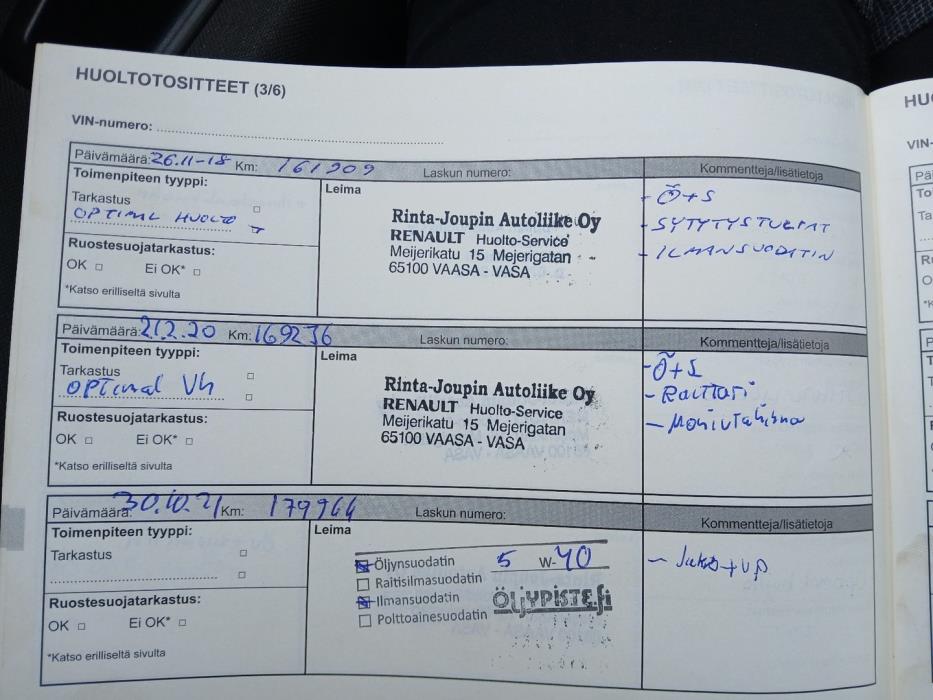 HUOLTOTOSITTEET (3/6)
VIN-numero:
Päivämäärä: 26.11-18 Km: 161909 Laskun numero: Kommentteja/lisätietoja
Toimenpiteen tyyppi:
Tarkastus
OPTIMAL HUOLTO
Ruostesuojatarkastus:
OK Ei OK*
*Katso erilliseltä sivulta
Leima
Rinta-Joupin Autoliike Oy
RENAULT Huolto-Service
Meijerikatu 15 Mejerigatan
65100 VAASA - VASA
- Ö+S
- SYTYTYSTULPAT
- ILMANSUODATIN
Päivämäärä: 21.2.20 Km: 169236 Laskun numero: Kommentteja/lisätietoja
Toimenpiteen tyyppi:
Tarkastus
OPTimal Vh
Ruostesuojatarkastus:
OK Ei OK*
*Katso erilliseltä sivulta
Leima
Rinta-Joupin Autoliike Oy
RENAULT Huolto-Service
Meijerikatu 15 Mejerigatan
65100 VAASA - VASA
- Ö+S
- Raittari
- Moniutahihna
Päivämäärä: 30.10.21 Km: 179964 Laskun numero: Kommentteja/lisätietoja
Toimenpiteen tyyppi:
Tarkastus
Ruostesuojatarkastus:
OK Ei OK*
*Katso erilliseltä sivulta
Leima
Öljynsuodatin 5 W-40
Raitisilmasuodatin
Ilmansuodatin
Polttoainesuodatin
ÖLJYPISTE.fi
- Jako+VP
HU
VIN-